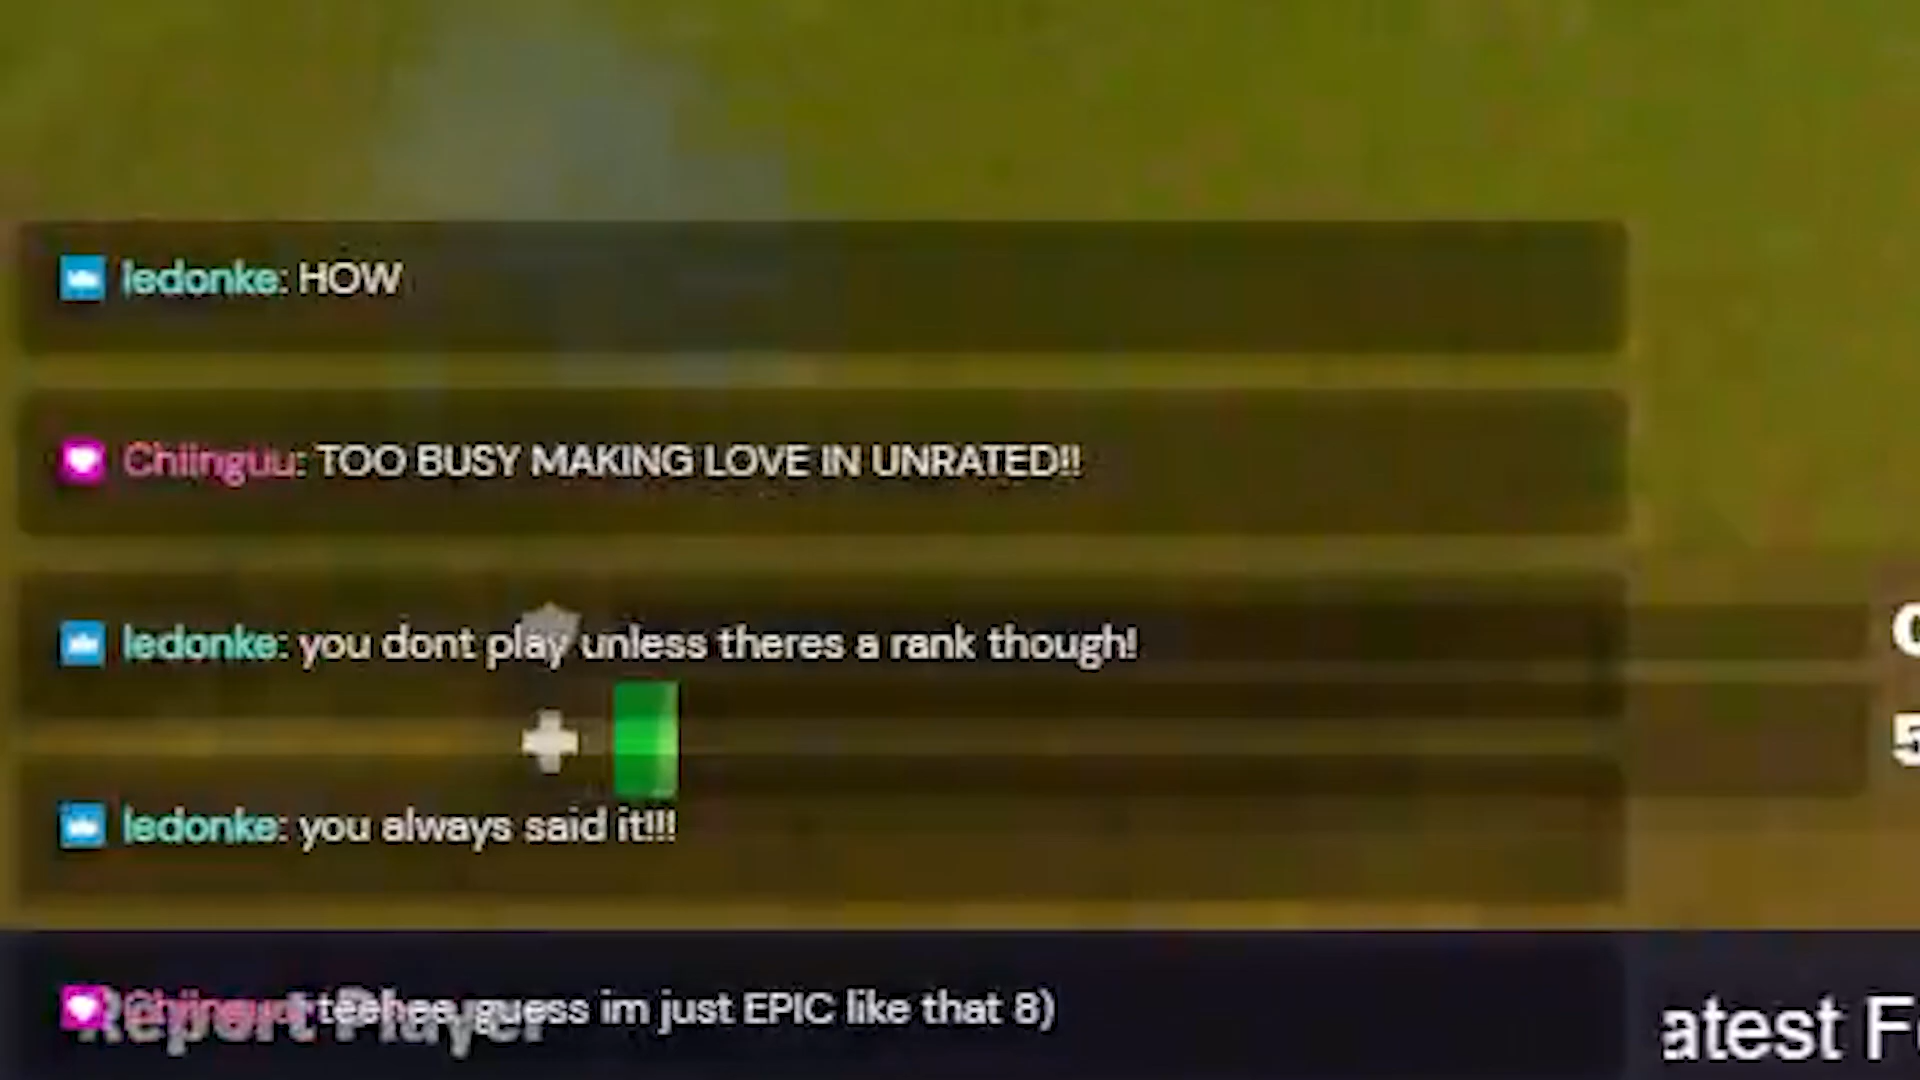 ledonke: HOW
Chiinguu: TOO BUSY MAKING LOVE IN UNRATED!!
ledonke: you dont play unless theres a rank though!
ledonke: you always said it!!!
Chiinguu: teehee, guess im just EPIC like that 8)
Report Player
atest F